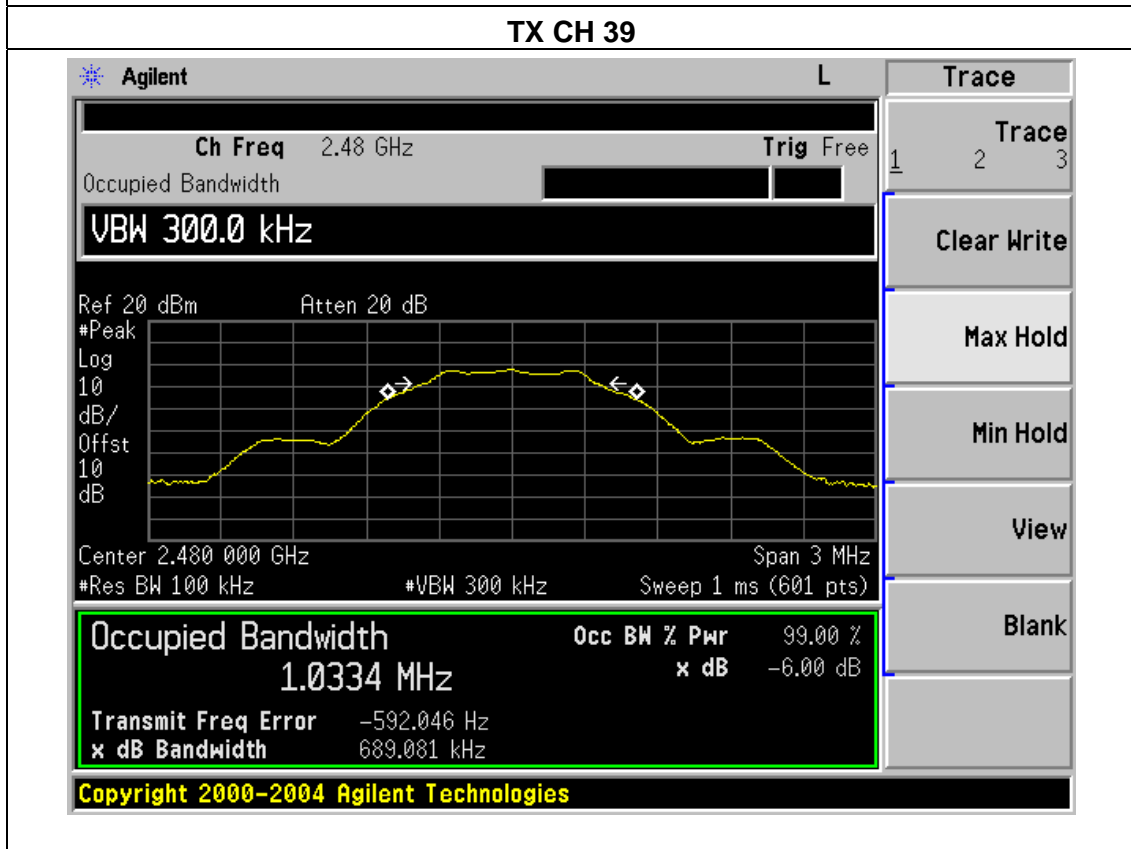 TX CH 39
Agilent L
Trace
Ch Freq 2.48 GHz Trig Free
Occupied Bandwidth
VBW 300.0 kHz
Ref 20 dBm Atten 20 dB
#Peak
Log
10
dB/
Offst
10
dB
Center 2.480 000 GHz Span 3 MHz
#Res BW 100 kHz #VBW 300 kHz Sweep 1 ms (601 pts)
Occupied Bandwidth Occ BW % Pwr 99.00 %
1.0334 MHz x dB -6.00 dB
Transmit Freq Error -592.046 Hz
x dB Bandwidth 689.081 kHz
Trace
1 2 3
Clear Write
Max Hold
Min Hold
View
Blank
Copyright 2000-2004 Agilent Technologies